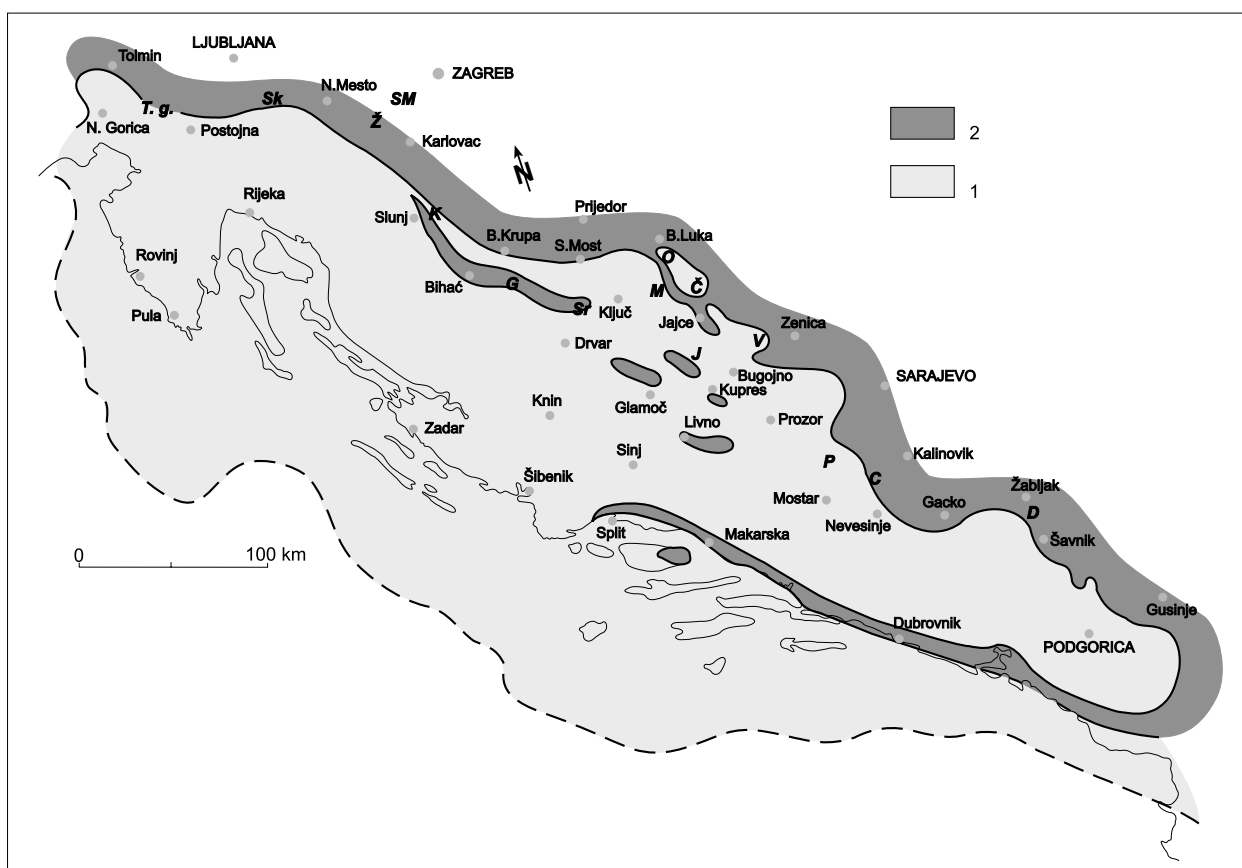 LJUBLJANA
Tolmin
ZAGREB
N.Mesto
Sk
SM
T. g.
Ž
2
N. Gorica
Postojna
Karlovac
N
1
Rijeka
Prijedor
Slunj
K
B.Krupa
S.Most
B.Luka
O
Rovinj
Bihać
G
M
Č
Pula
Sr
Ključ
Jajce
Zenica
Drvar
J
V
Bugojno
SARAJEVO
Kupres
Knin
Glamoč
Zadar
Livno
Prozor
Sinj
P
Kalinovik
Šibenik
C
Žabljak
Mostar
Gacko
D
Nevesinje
Split
Makarska
Šavnik
0
100 km
Gusinje
Dubrovnik
PODGORICA